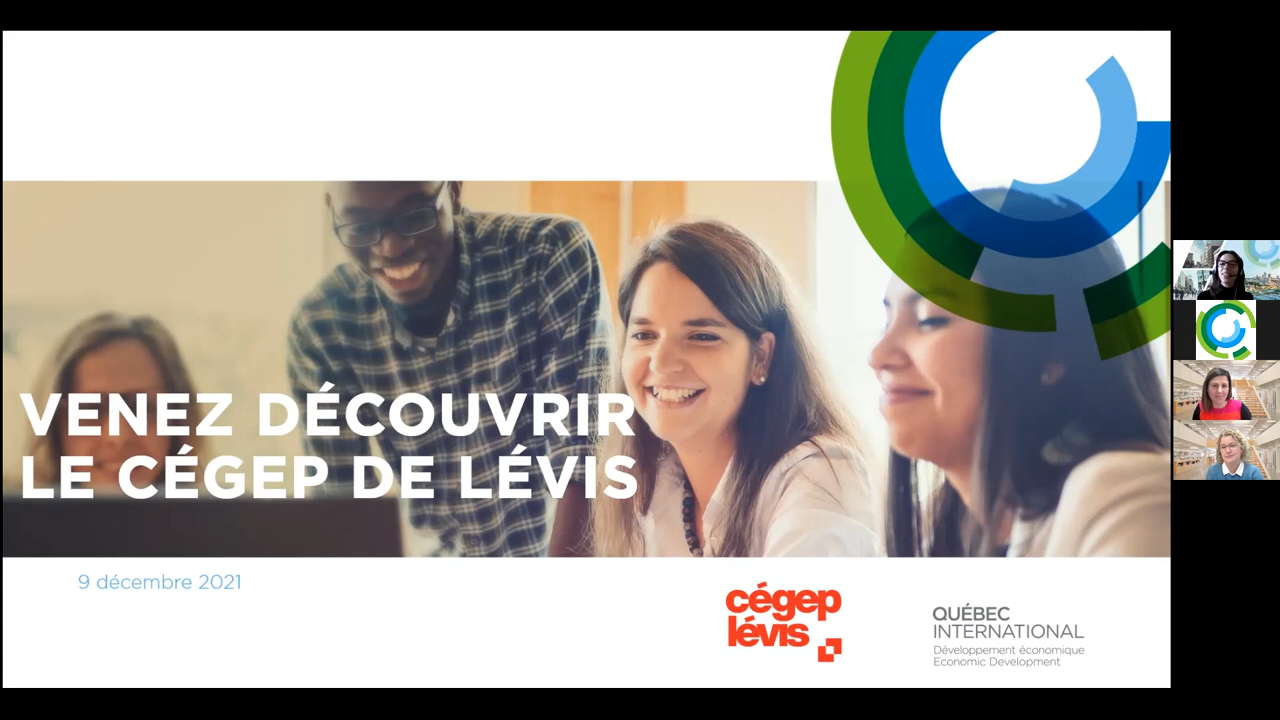 VENEZ DÉCOUVRIR
LE CÉGEP DE LÉVIS
9 décembre 2021
cégep
lévis
QUÉBEC
INTERNATIONAL
Développement économique
Economic Development